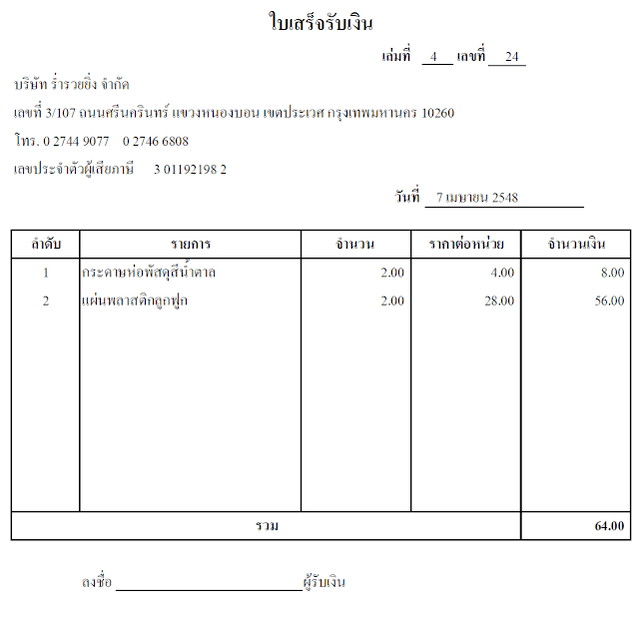 ใบเสร็จรับเงิน
เล่มที่ 4 เลขที่ 24
บริษัท ร่ำรวยยิ่ง จำกัด
เลขที่ 3/107 ถนนศรีนครินทร์ แขวงหนองบอน เขตประเวศ กรุงเทพมหานคร 10260
โทร. 0 2744 9077 0 2746 6808
เลขประจำตัวผู้เสียภาษี 3 01192198 2
วันที่ 7 เมษายน 2548
ลำดับ รายการ จำนวน ราคาต่อหน่วย จำนวนเงิน
1 กระดาษห่อพัสดุสีน้ำตาล 2.00 4.00 8.00
2 แผ่นพลาสติกลูกฟูก 2.00 28.00 56.00
รวม 64.00
ลงชื่อ ผู้รับเงิน